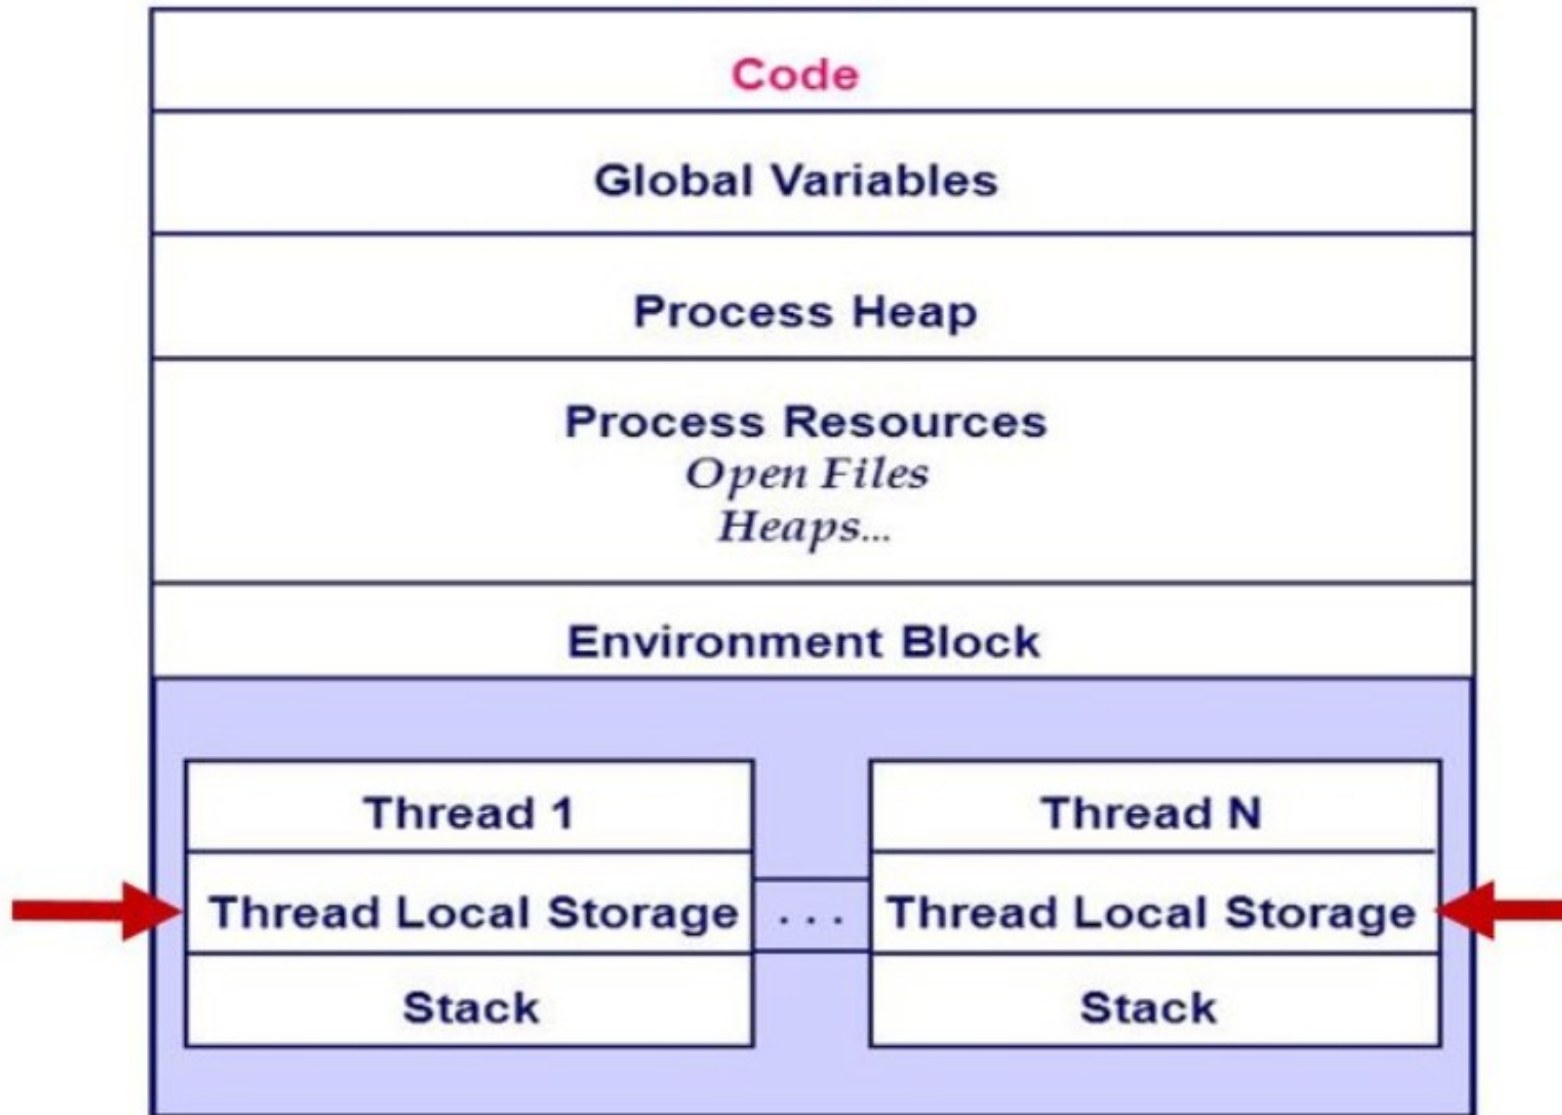 Code
Global Variables
Process Heap
Process Resources
Open Files
Heaps...
Environment Block
Thread 1
Thread Local Storage
Stack
...
Thread N
Thread Local Storage
Stack